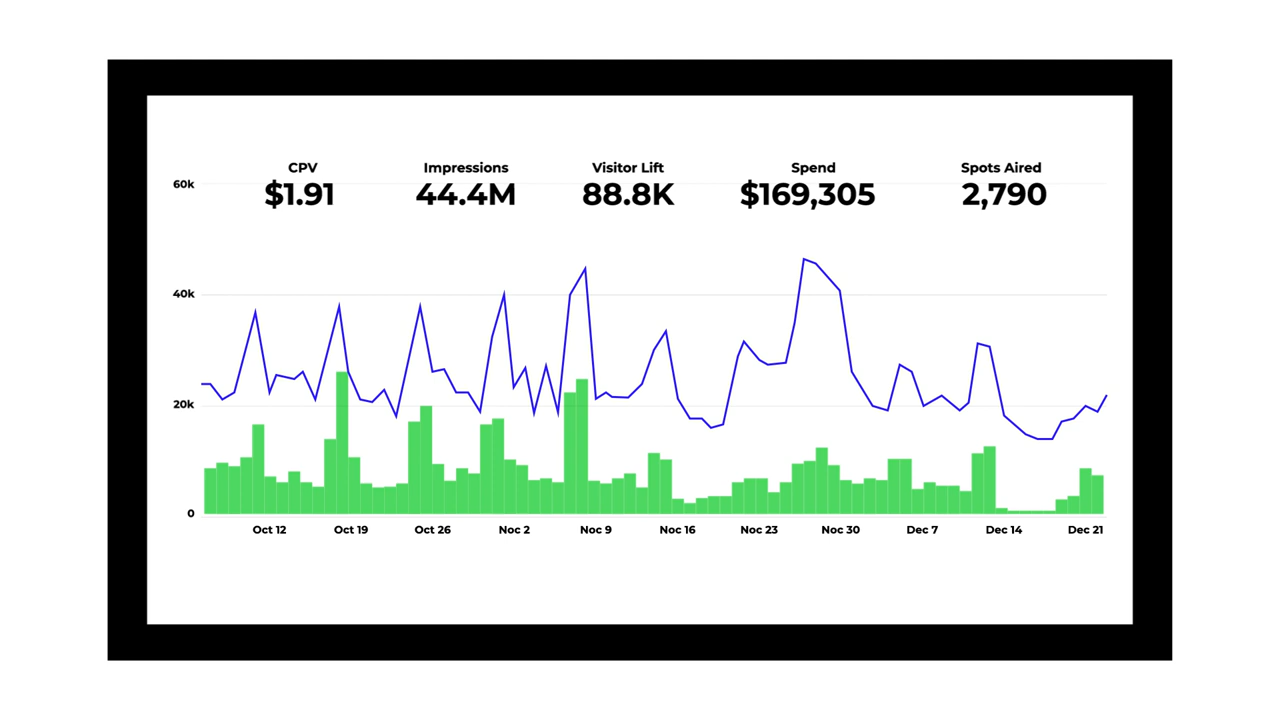 CPV Impressions Visitor Lift Spend Spots Aired
60k $1.91 44.4M 88.8K $169,305 2,790
40k
20k
0
Oct 12 Oct 19 Oct 26 Noc 2 Noc 9 Noc 16 Noc 23 Noc 30 Dec 7 Dec 14 Dec 21